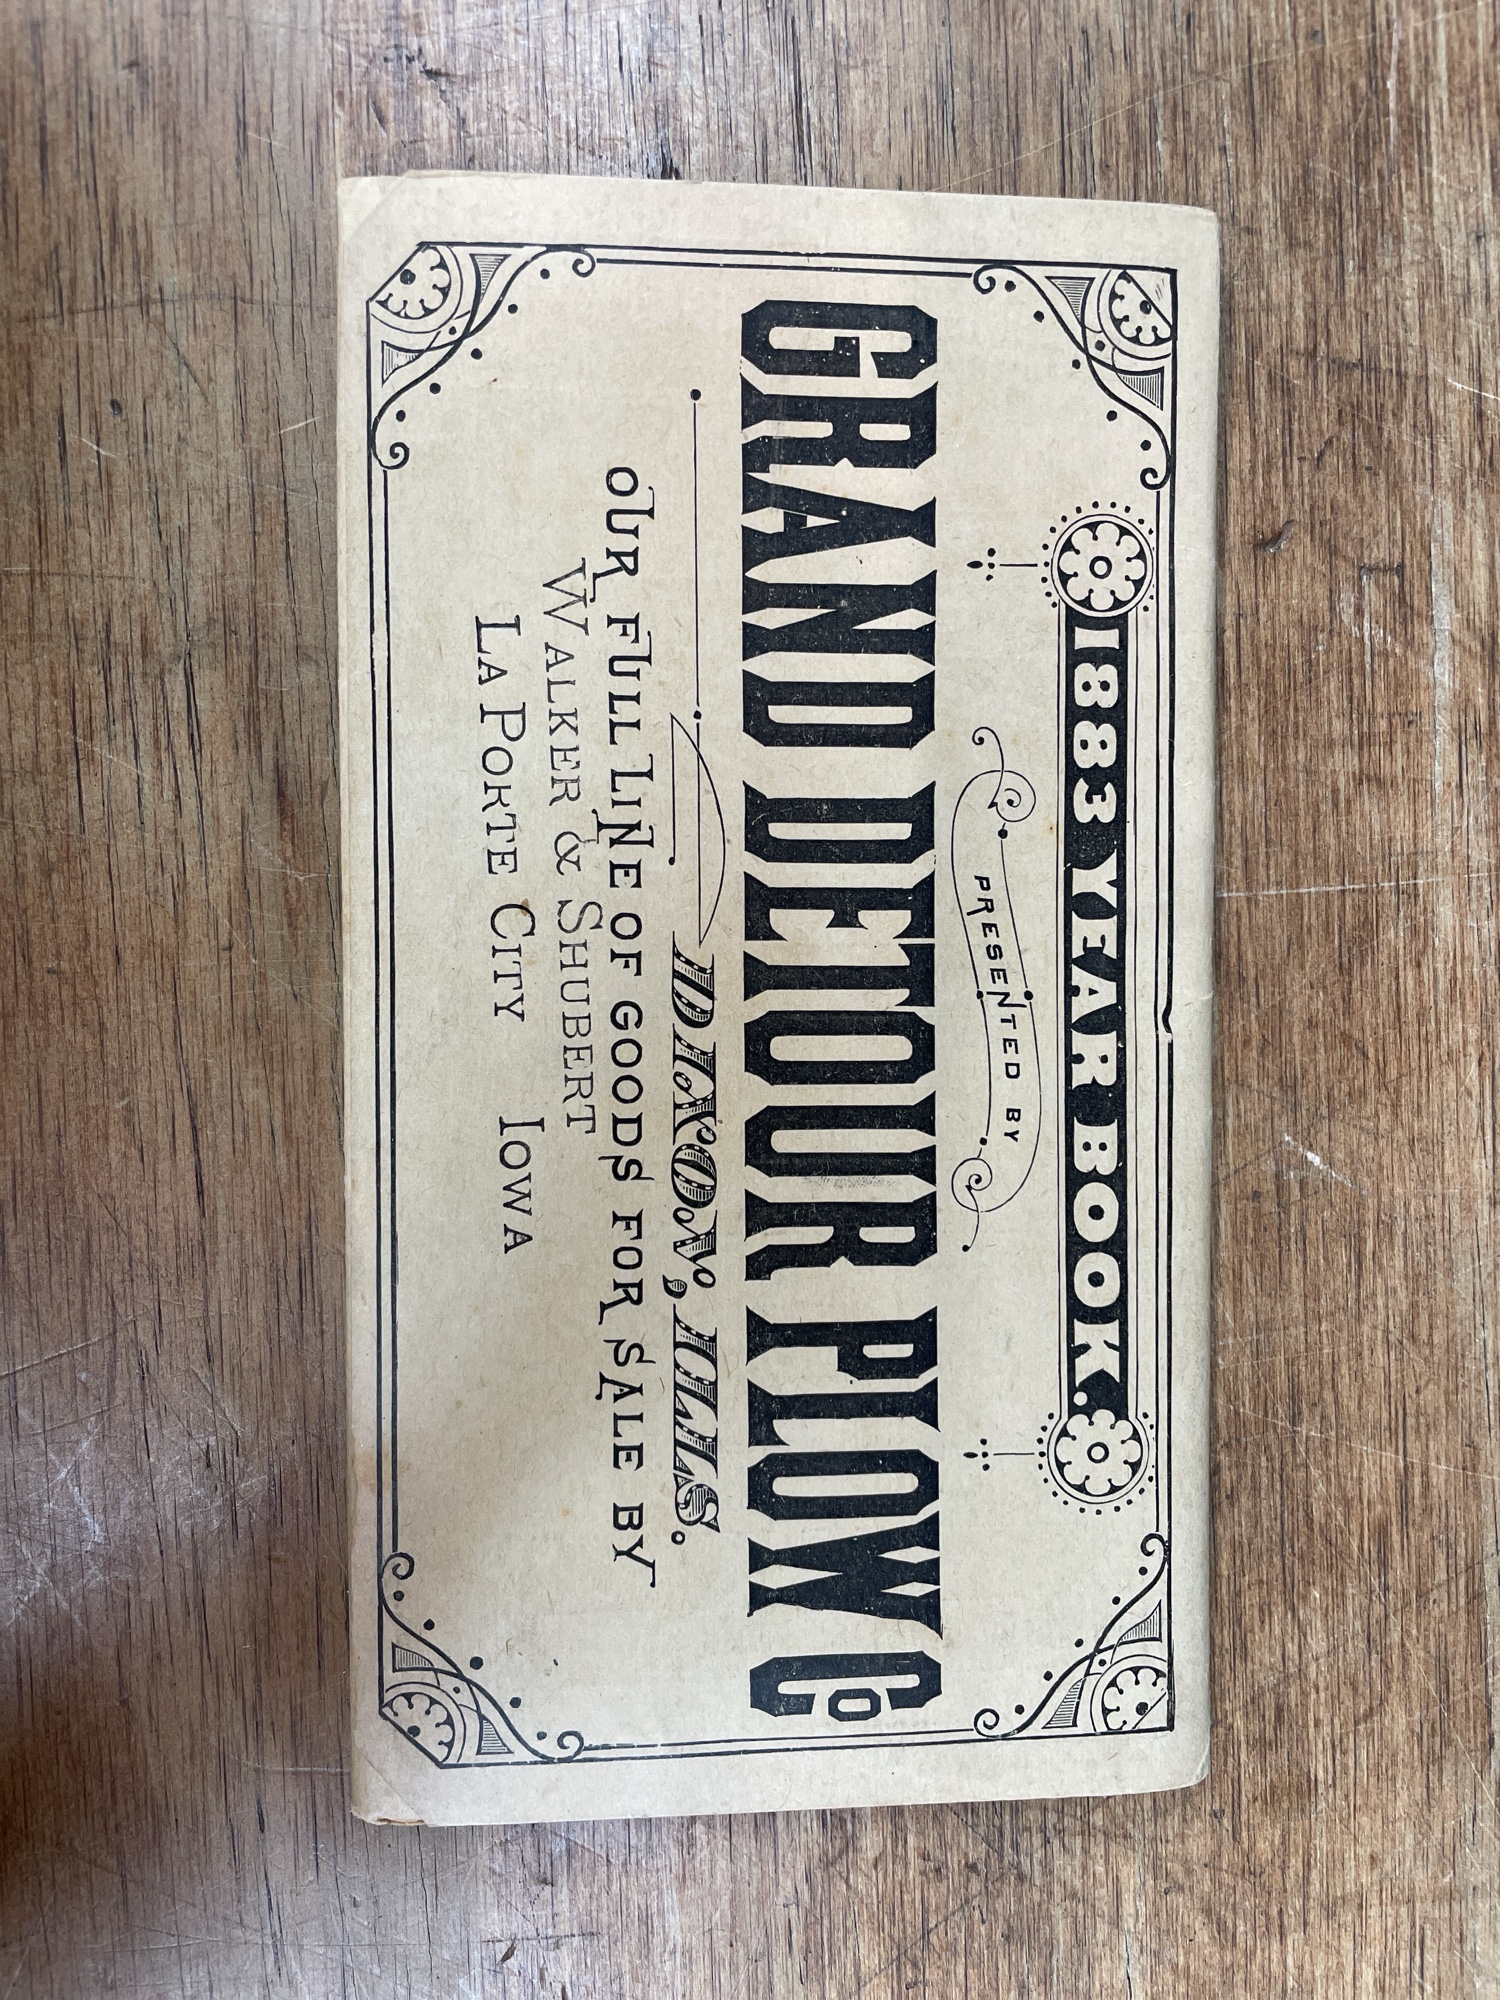 1883 YEAR BOOK.
PRESENTED BY
GRAND DETOUR PLOW Co
DIXON, ILLS.
OUR FULL LINE OF GOODS FOR SALE BY
WALKER & SHUBERT
LA PORTE CITY IOWA